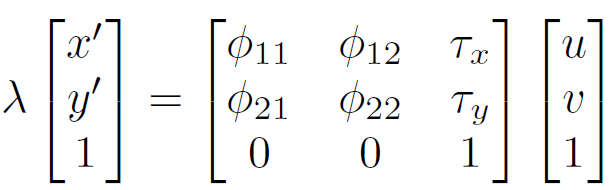 λ [x′ y′ 1] = [ϕ11 ϕ12 τx; ϕ21 ϕ22 τy; 0 0 1] [u v 1]